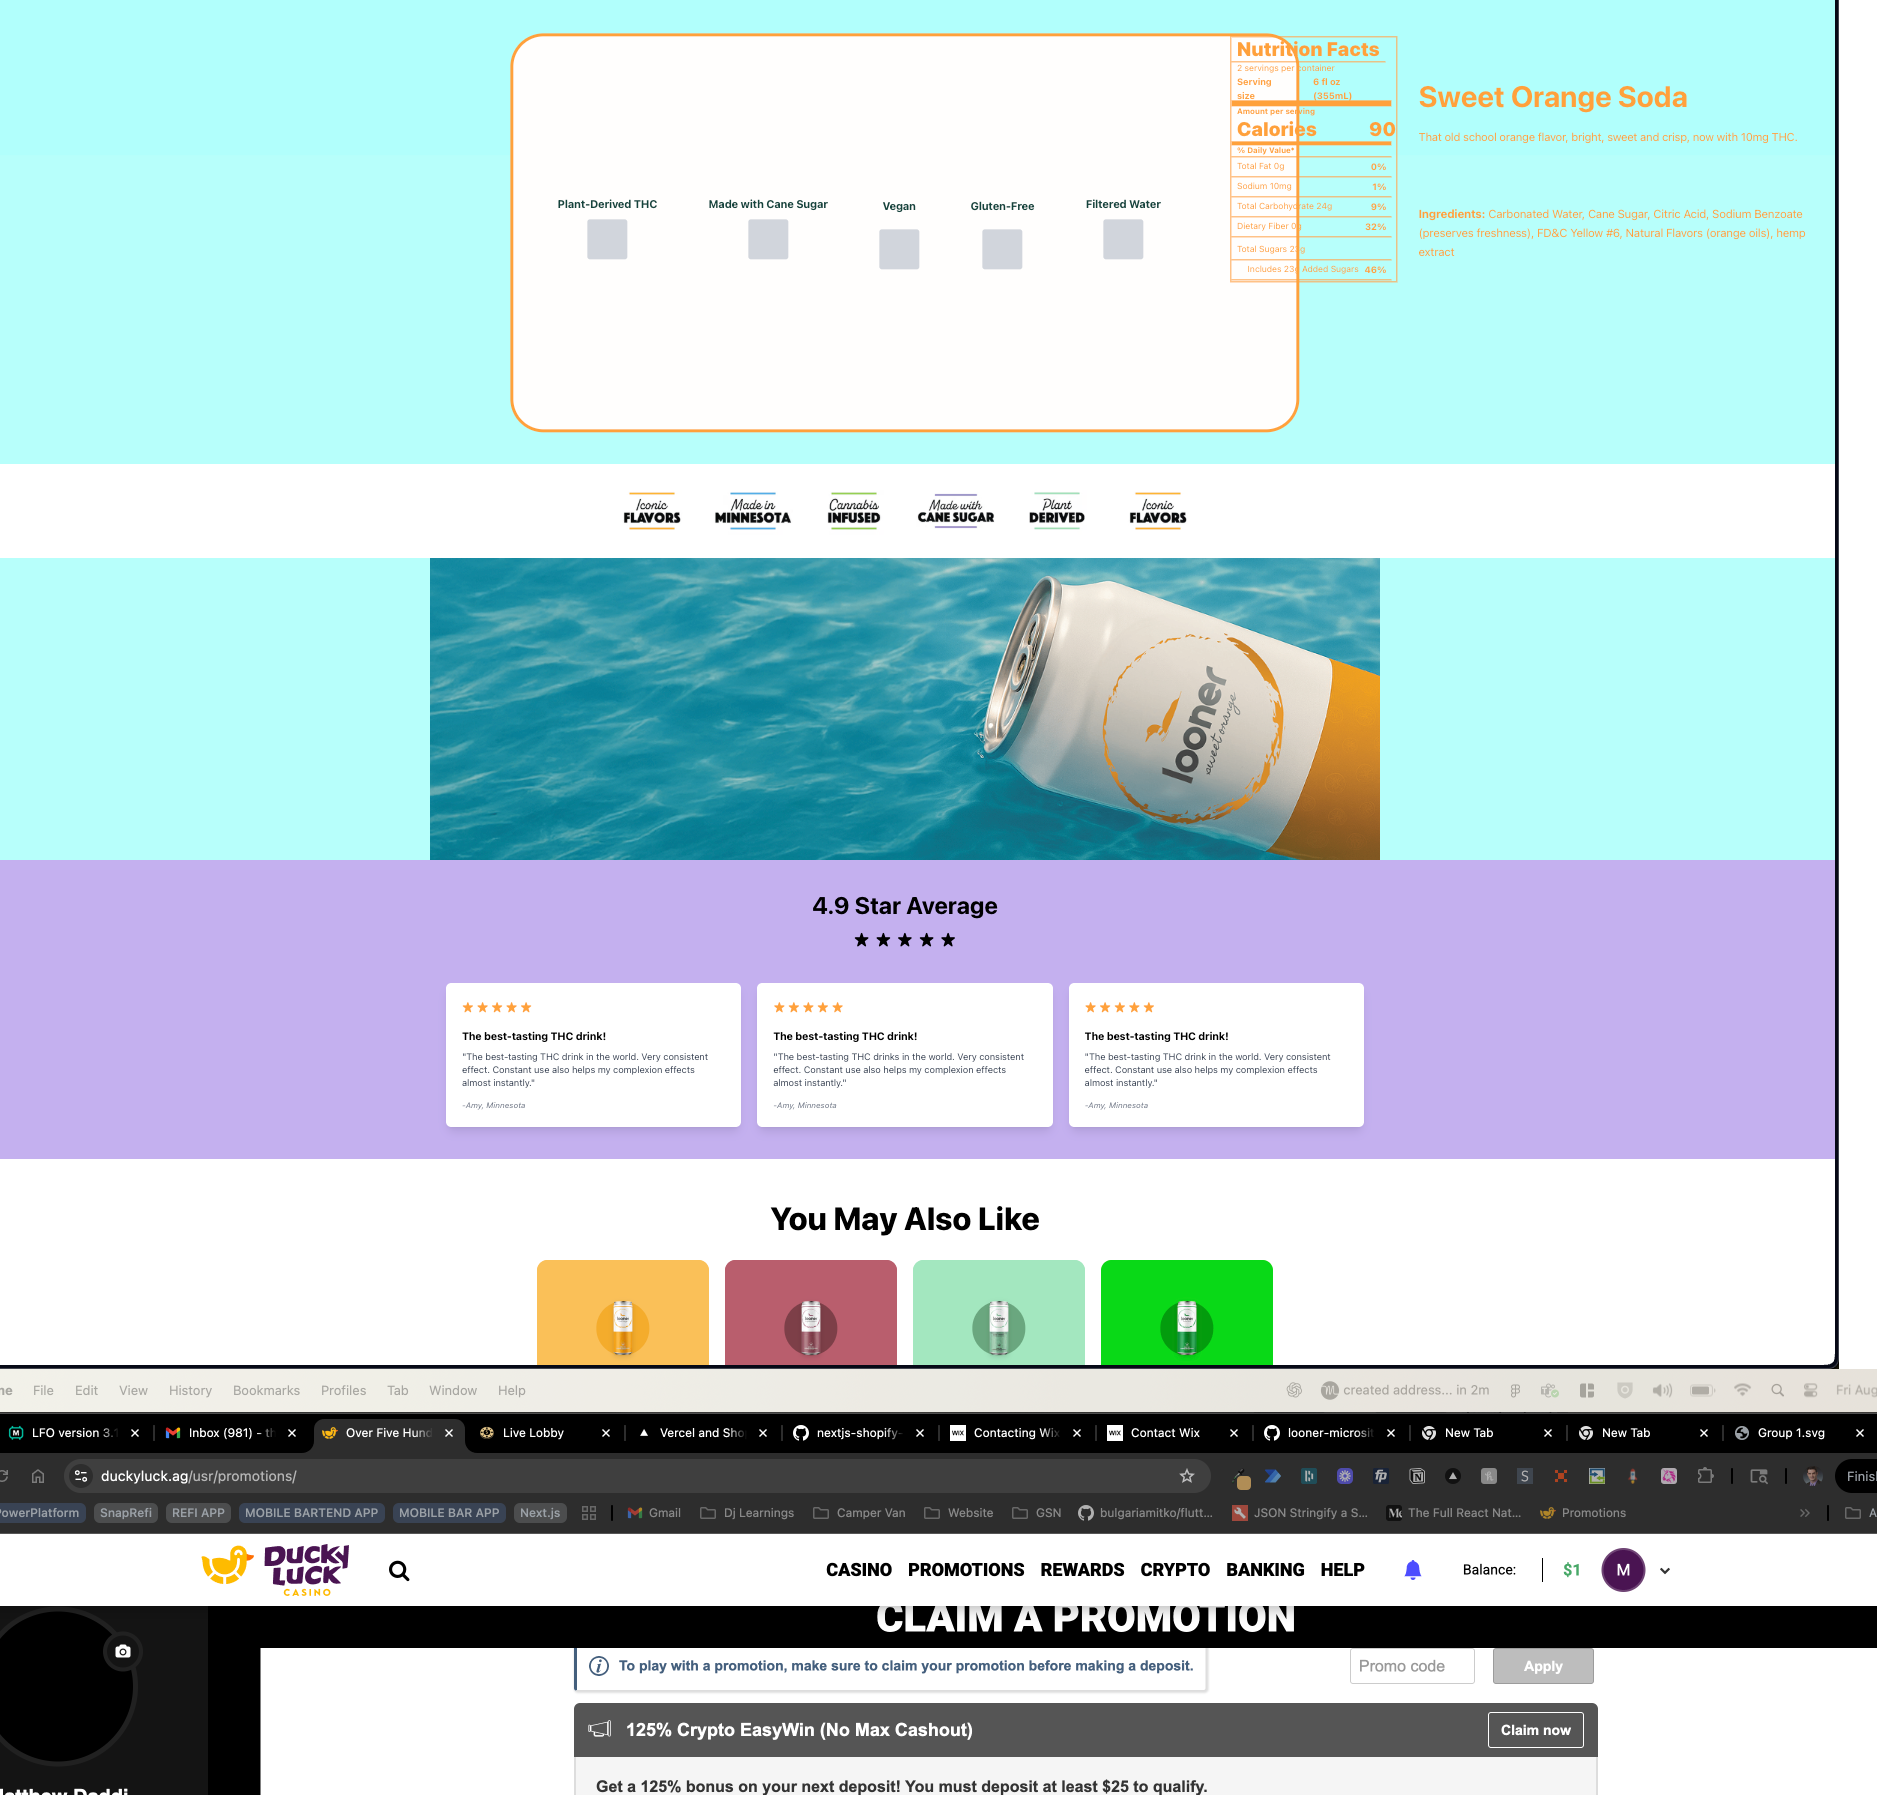 Nutrition Facts
2 servings per container
Serving size 6 fl oz (355mL)
Amount per serving
Calories 90
% Daily Value*
Total Fat 0g 0%
Sodium 10mg 1%
Total Carbohydrate 24g 9%
Dietary Fiber 0g 32%
Total Sugars 23g
Includes 23g Added Sugars 46%
Sweet Orange Soda
That old school orange flavor, bright, sweet and crisp, now with 10mg THC.
Ingredients: Carbonated Water, Cane Sugar, Citric Acid, Sodium Benzoate
(preserves freshness), FD&C Yellow #6, Natural Flavors (orange oils), hemp
extract
Plant-Derived THC Made with Cane Sugar Vegan Gluten-Free Filtered Water
Iconic FLAVORS
Made in MINNESOTA
Cannabis INFUSED
Made with CANE SUGAR
Plant DERIVED
Iconic FLAVORS
looner
sweet orange
4.9 Star Average
The best-tasting THC drink!
"The best-tasting THC drink in the world. Very consistent
effect. Constant use also helps my complexion effects
almost instantly."
-Amy, Minnesota
The best-tasting THC drink!
"The best-tasting THC drinks in the world. Very consistent
effect. Constant use also helps my complexion effects
almost instantly."
-Amy, Minnesota
The best-tasting THC drink!
"The best-tasting THC drink in the world. Very consistent
effect. Constant use also helps my complexion effects
almost instantly."
-Amy, Minnesota
You May Also Like
looner looner looner looner
File Edit View History Bookmarks Profiles Tab Window Help created address... in 2m Fri Aug
LFO version 3.1 Inbox (981) - th Over Five Hund Live Lobby Vercel and Sho nextjs-shopify- Contacting Wix Contact Wix looner-microsit New Tab New Tab Group 1.svg
duckyluck.ag/usr/promotions/ Finis
owerPlatform SnapRefi REFI APP MOBILE BARTEND APP MOBILE BAR APP Next.js Gmail Dj Learnings Camper Van Website GSN bulgariamitko/flutt... JSON Stringify a S... The Full React Nat... Promotions
DUCKY LUCK CASINO
CASINO PROMOTIONS REWARDS CRYPTO BANKING HELP Balance: $1 M
CLAIM A PROMOTION
To play with a promotion, make sure to claim your promotion before making a deposit. Promo code Apply
125% Crypto EasyWin (No Max Cashout) Claim now
Get a 125% bonus on your next deposit! You must deposit at least $25 to qualify.